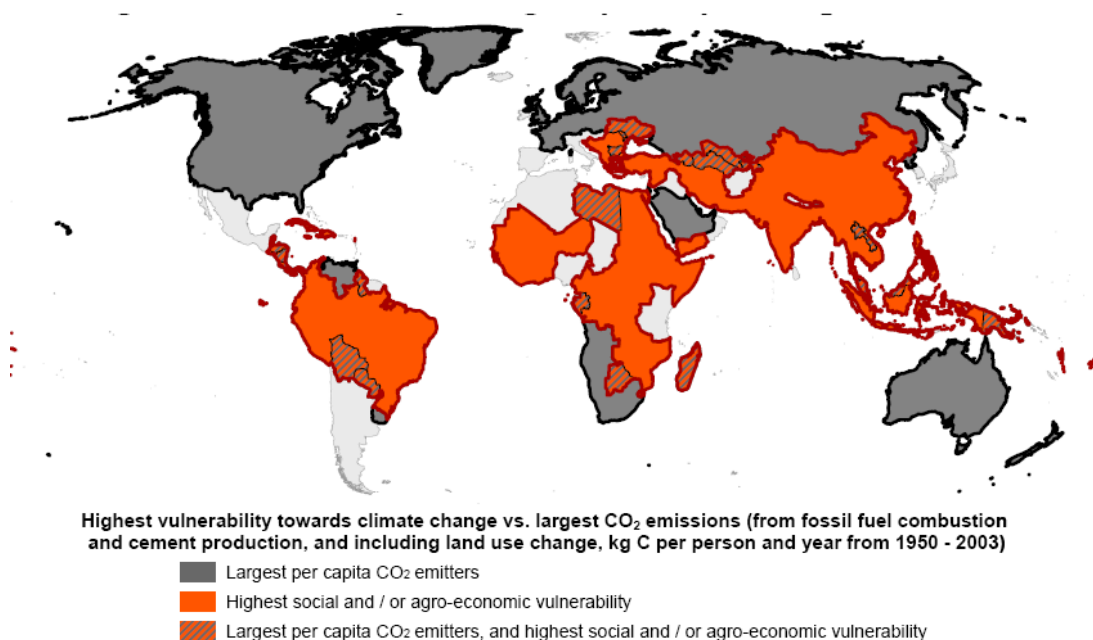 Highest vulnerability towards climate change vs. largest CO₂ emissions (from fossil fuel combustion
and cement production, and including land use change, kg C per person and year from 1950 - 2003)
Largest per capita CO₂ emitters
Highest social and / or agro-economic vulnerability
Largest per capita CO₂ emitters, and highest social and / or agro-economic vulnerability